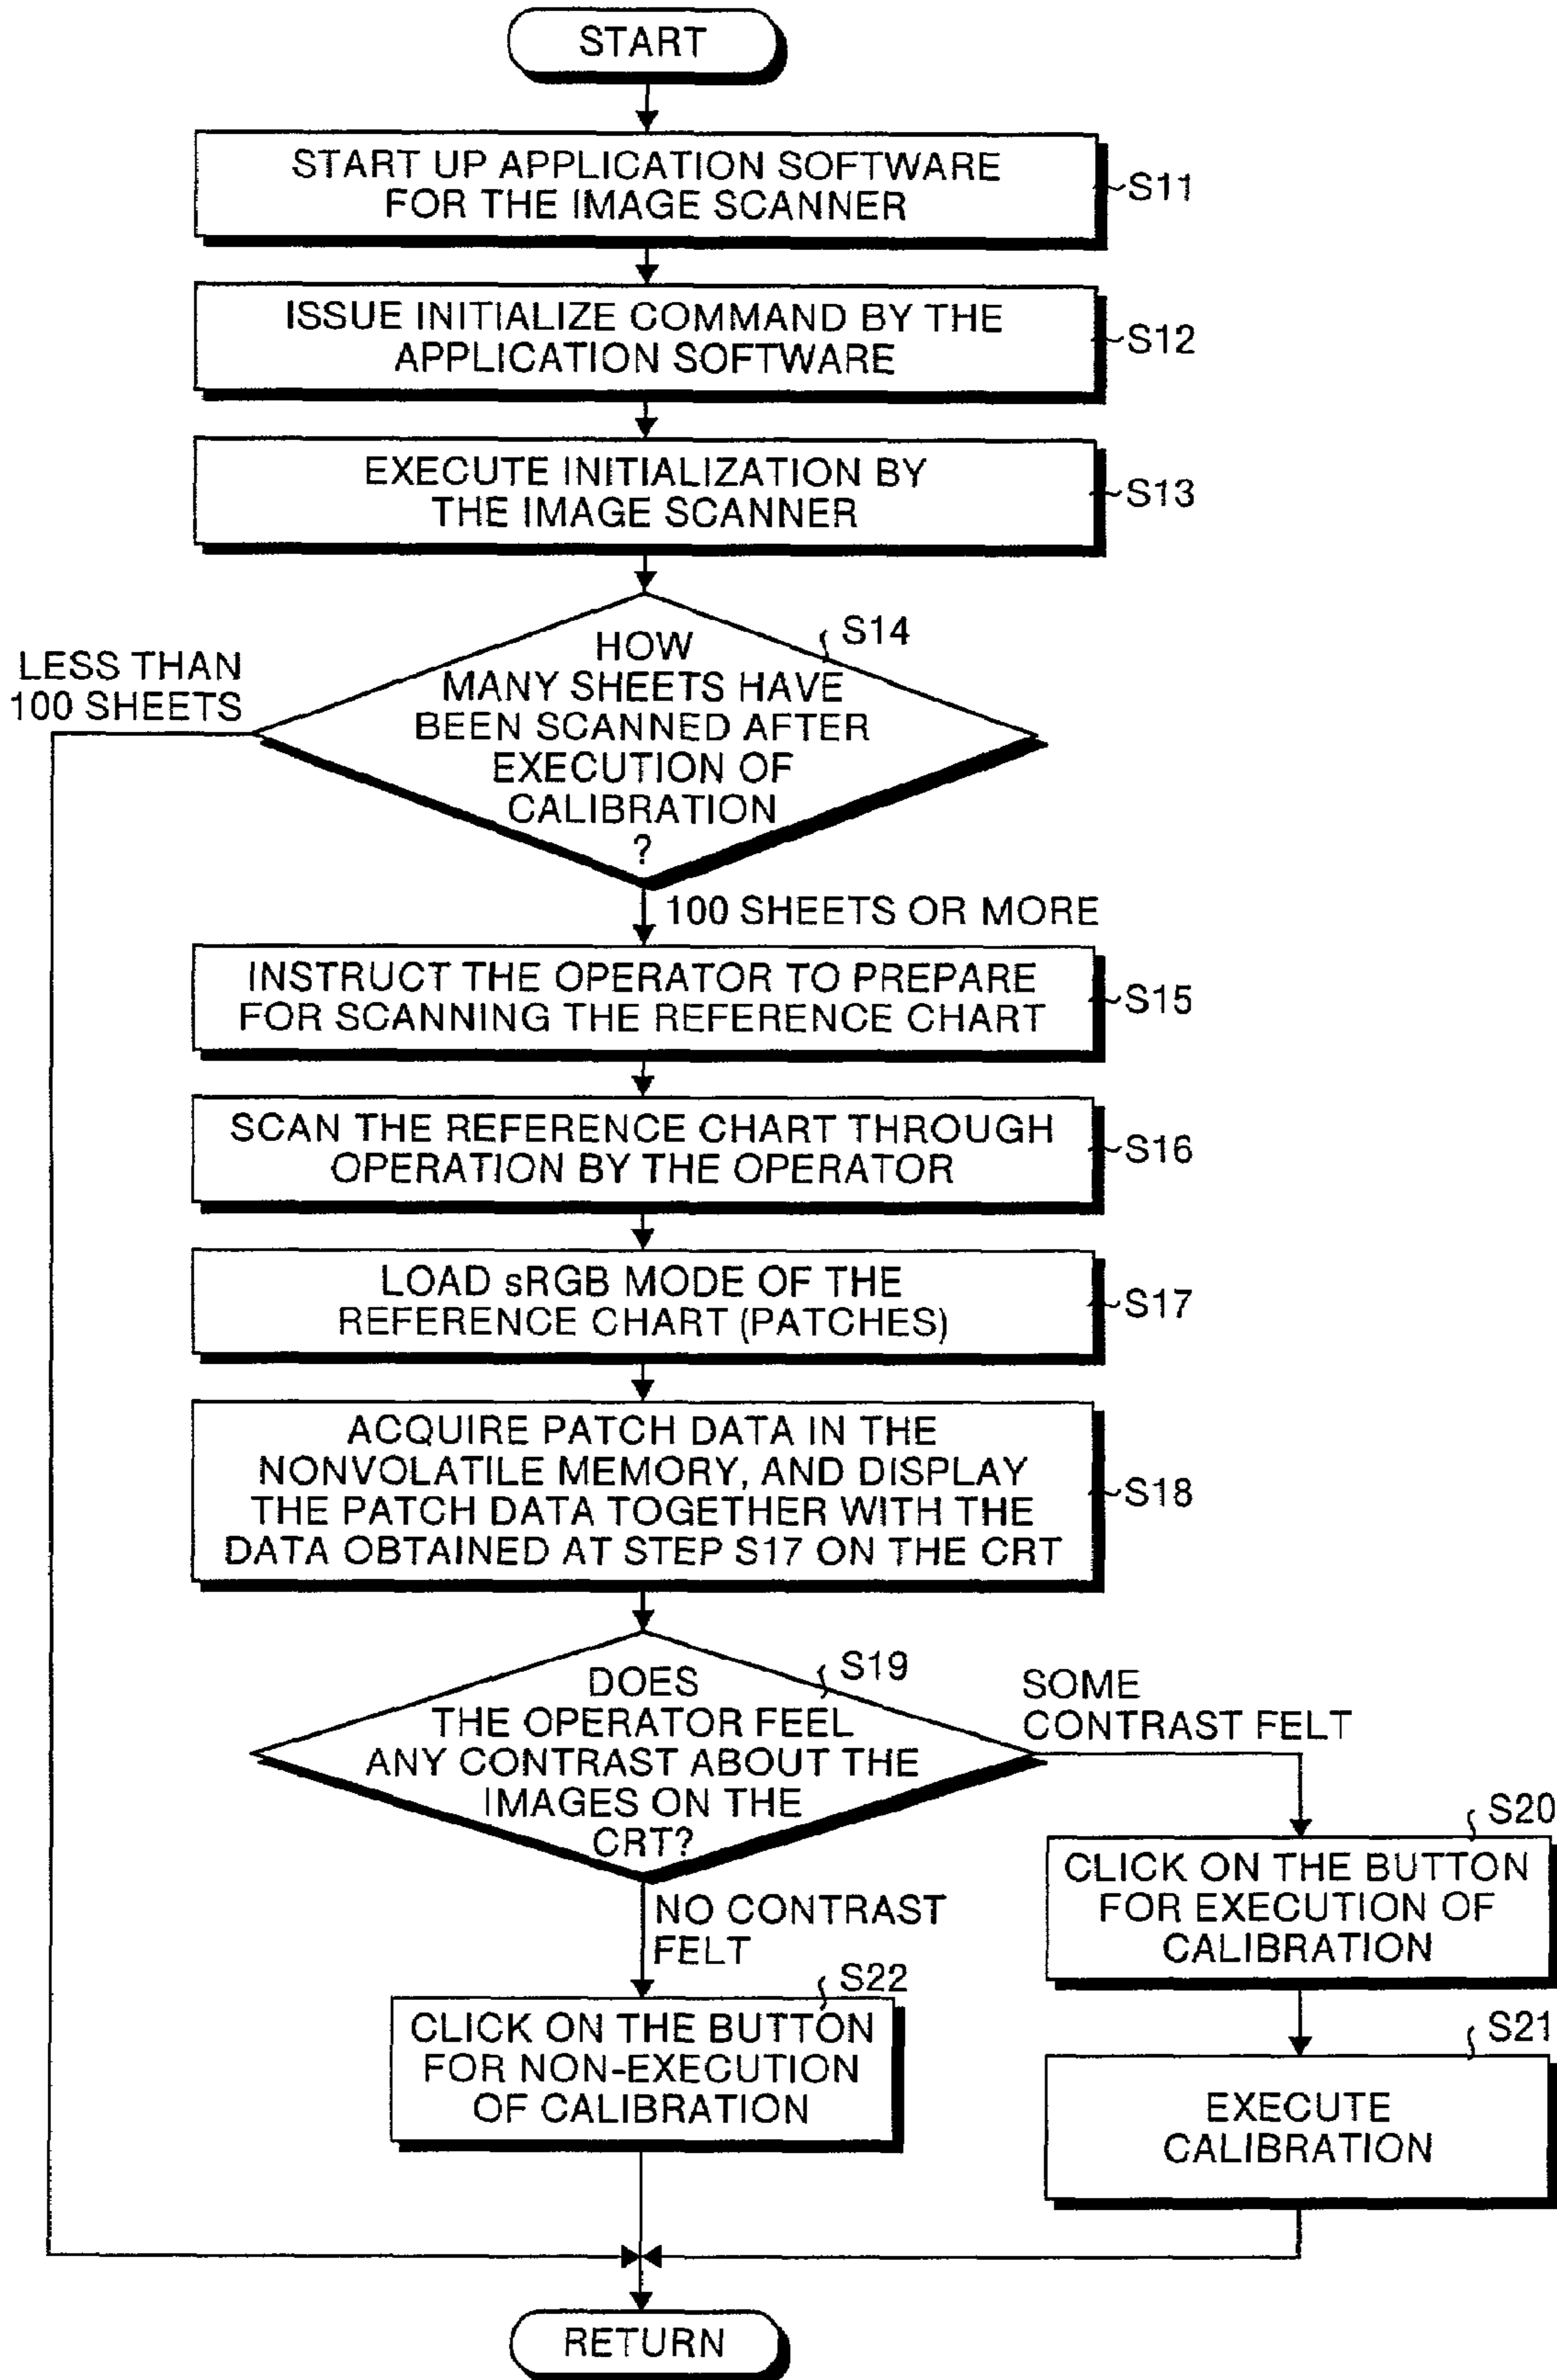 START
START UP APPLICATION SOFTWARE
FOR THE IMAGE SCANNER
S11
ISSUE INITIALIZE COMMAND BY THE
APPLICATION SOFTWARE
S12
EXECUTE INITIALIZATION BY
THE IMAGE SCANNER
S13
S14
HOW
MANY SHEETS HAVE
BEEN SCANNED AFTER
EXECUTION OF
CALIBRATION
?
LESS THAN
100 SHEETS
100 SHEETS OR MORE
INSTRUCT THE OPERATOR TO PREPARE
FOR SCANNING THE REFERENCE CHART
S15
SCAN THE REFERENCE CHART THROUGH
OPERATION BY THE OPERATOR
S16
LOAD sRGB MODE OF THE
REFERENCE CHART (PATCHES)
S17
ACQUIRE PATCH DATA IN THE
NONVOLATILE MEMORY, AND DISPLAY
THE PATCH DATA TOGETHER WITH THE
DATA OBTAINED AT STEP S17 ON THE CRT
S18
S19
DOES
THE OPERATOR FEEL
ANY CONTRAST ABOUT THE
IMAGES ON THE
CRT?
SOME
CONTRAST FELT
S20
CLICK ON THE BUTTON
FOR EXECUTION OF
CALIBRATION
NO CONTRAST
FELT
S22
CLICK ON THE BUTTON
FOR NON-EXECUTION
OF CALIBRATION
S21
EXECUTE
CALIBRATION
RETURN